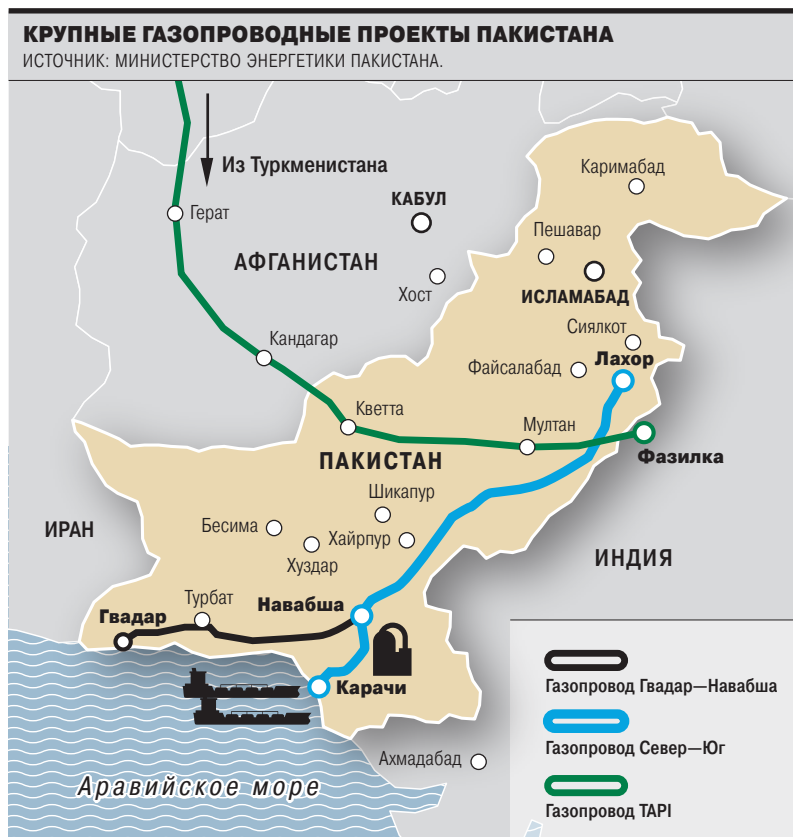 КРУПНЫЕ ГАЗОПРОВОДНЫЕ ПРОЕКТЫ ПАКИСТАНА
ИСТОЧНИК: МИНИСТЕРСТВО ЭНЕРГЕТИКИ ПАКИСТАНА.
Из Туркменистана
Каримабад
КАБУЛ
Герат
Пешавар
АФГАНИСТАН
Хост
ИСЛАМАБАД
Сиялкот
Кандагар
Лахор
Файсалабад
Кветта
Мултан
Фазилка
ПАКИСТАН
Шикапур
Бесима
ИРАН
Хайрпур
Хуздар
ИНДИЯ
Турбат
Навабша
Гвадар
Карачи
Газопровод Гвадар—Навабша
Газопровод Север—Юг
Ахмадабад
Аравийское море
Газопровод TAPI